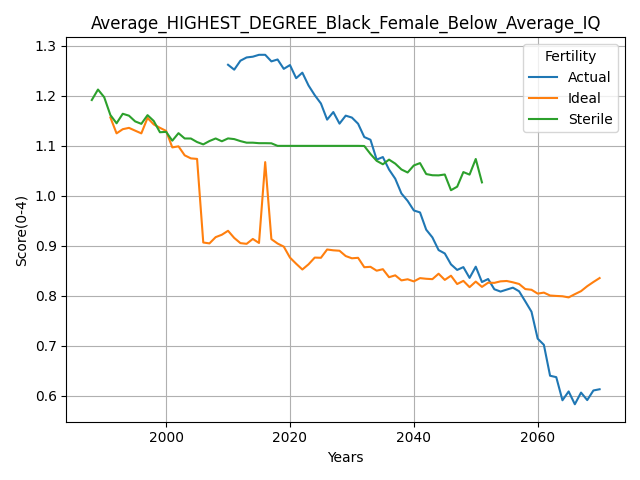 Average_HIGHEST_DEGREE_Black_Female_Below_Average_IQ
Fertility
Actual
Ideal
Sterile
Score(0-4)
1.3
1.2
1.1
1.0
0.9
0.8
0.7
0.6
2000 2020 2040 2060
Years